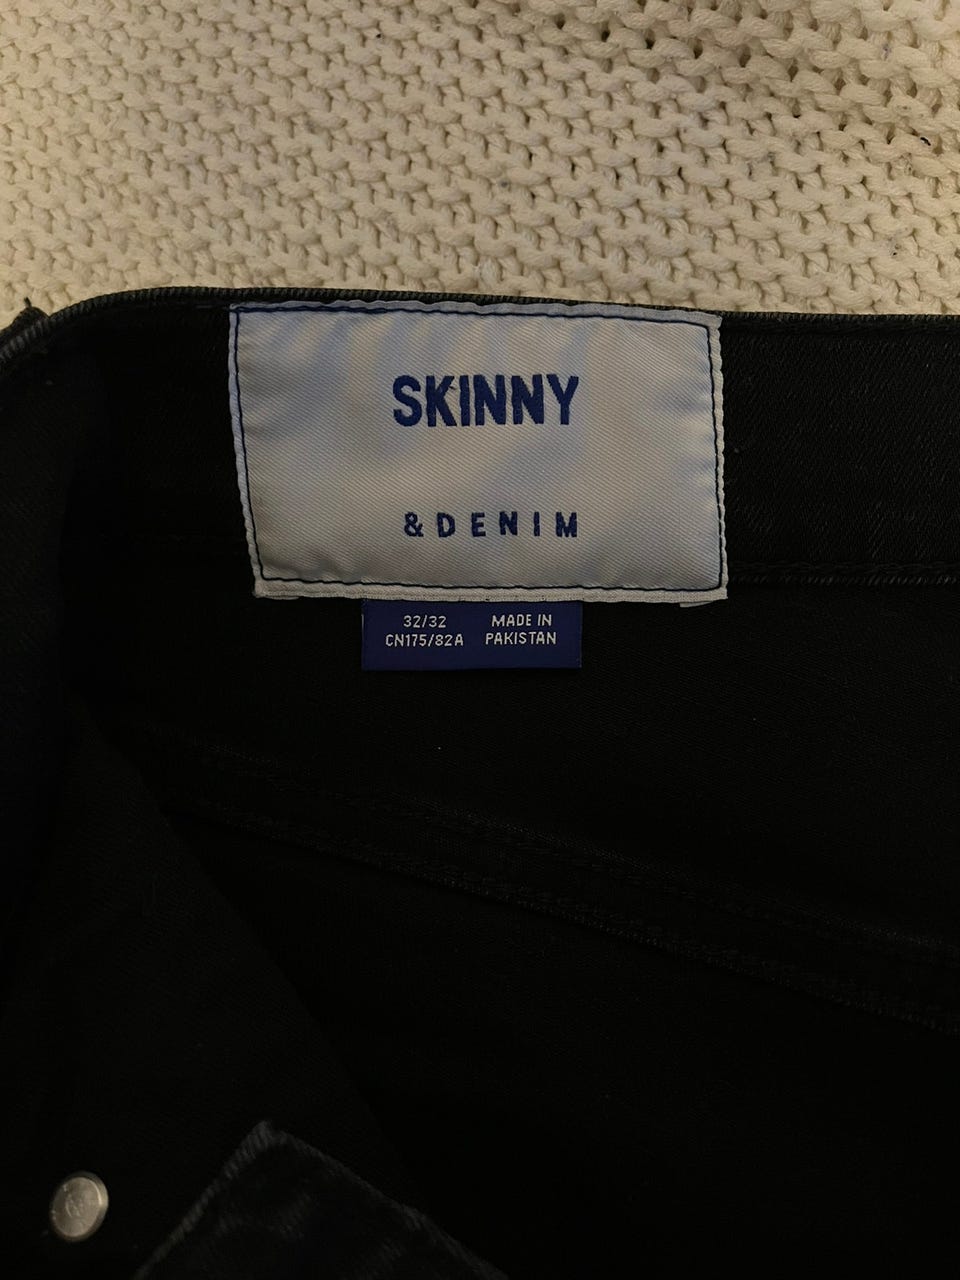 SKINNY
& DENIM
32/32
CN175/82A
MADE IN
PAKISTAN